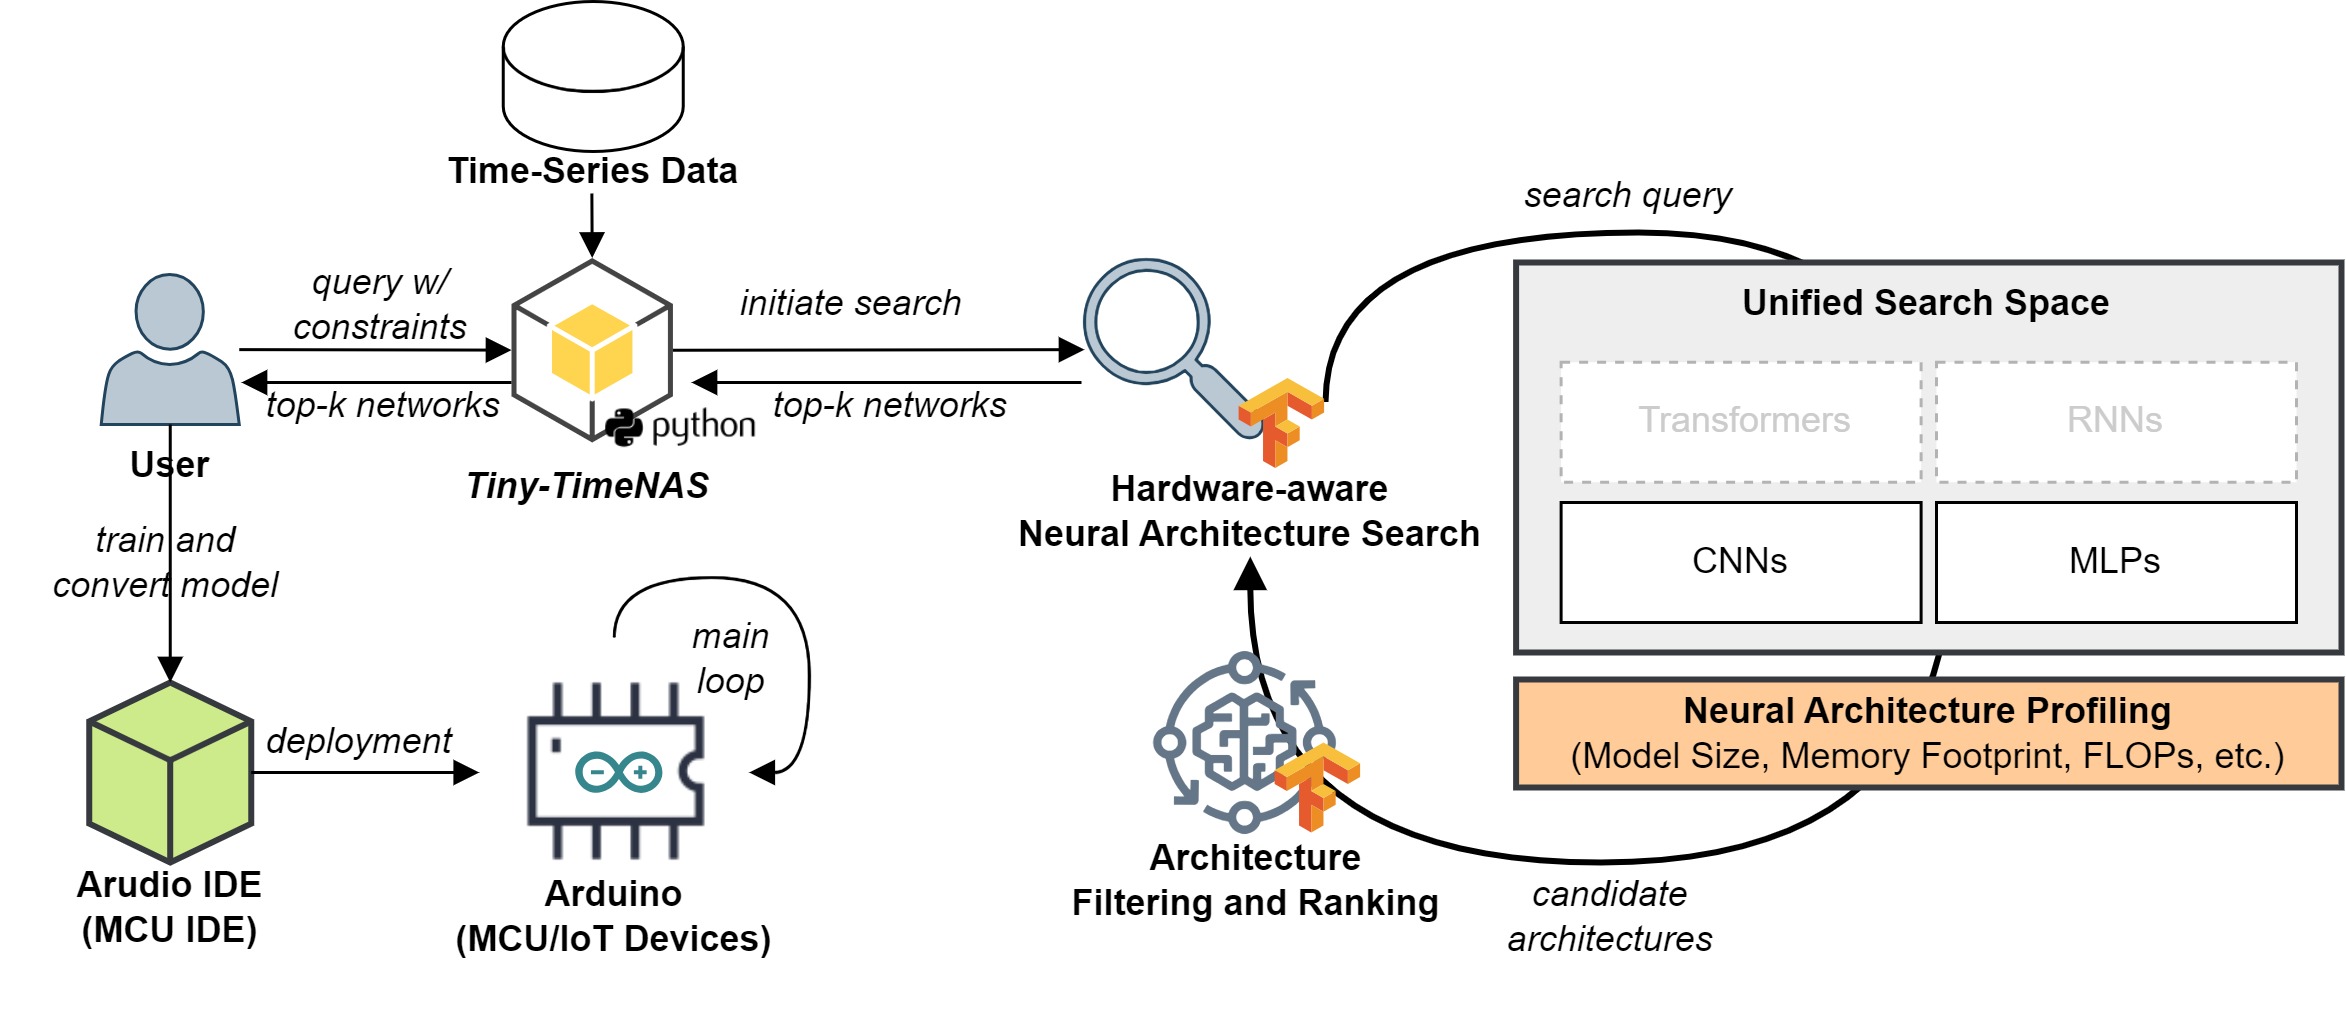 Time-Series Data
query w/
constraints
initiate search
search query
top-k networks
top-k networks
python
User
Tiny-TimeNAS
Hardware-aware
Neural Architecture Search
Unified Search Space
Transformers
RNNs
CNNs
MLPs
train and
convert model
main
loop
Neural Architecture Profiling
(Model Size, Memory Footprint, FLOPs, etc.)
deployment
Arudio IDE
(MCU IDE)
Arduino
(MCU/IoT Devices)
Architecture
Filtering and Ranking
candidate
architectures